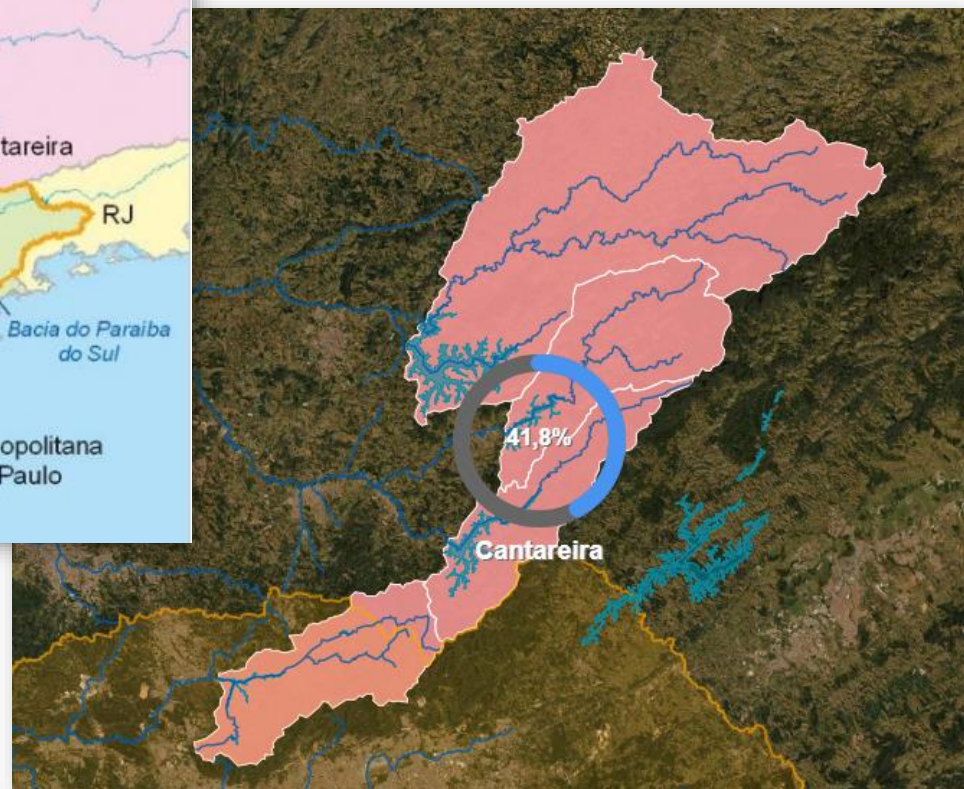 tareira
RJ
Bacia do Paraiba
do Sul
opolitana
Paulo
41,8%
Cantareira